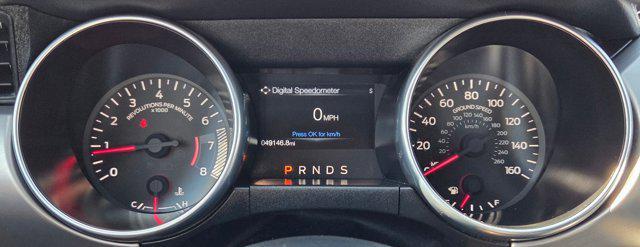 0 1 2 3 4 5 6 7 8
REVOLUTIONS PER MINUTE
x1000
C H
Digital Speedometer S
0 MPH
Press OK for km/h
049146.8mi
P R N D S
20 40 60 80 100 120 140 160
GROUND SPEED
km/h
E F